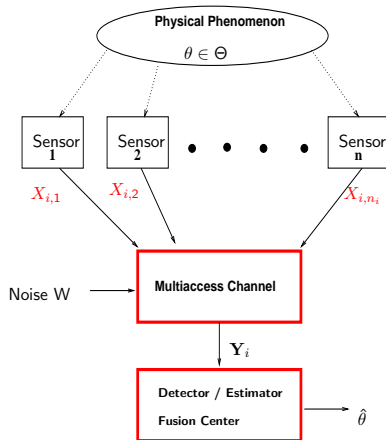 Physical Phenomenon
θ ∈ Θ
Sensor 1
Sensor 2
Sensor n
X_{i,1}
X_{i,2}
X_{i,n_i}
Multiaccess Channel
Noise W
Y_i
Detector / Estimator
Fusion Center
θ̂